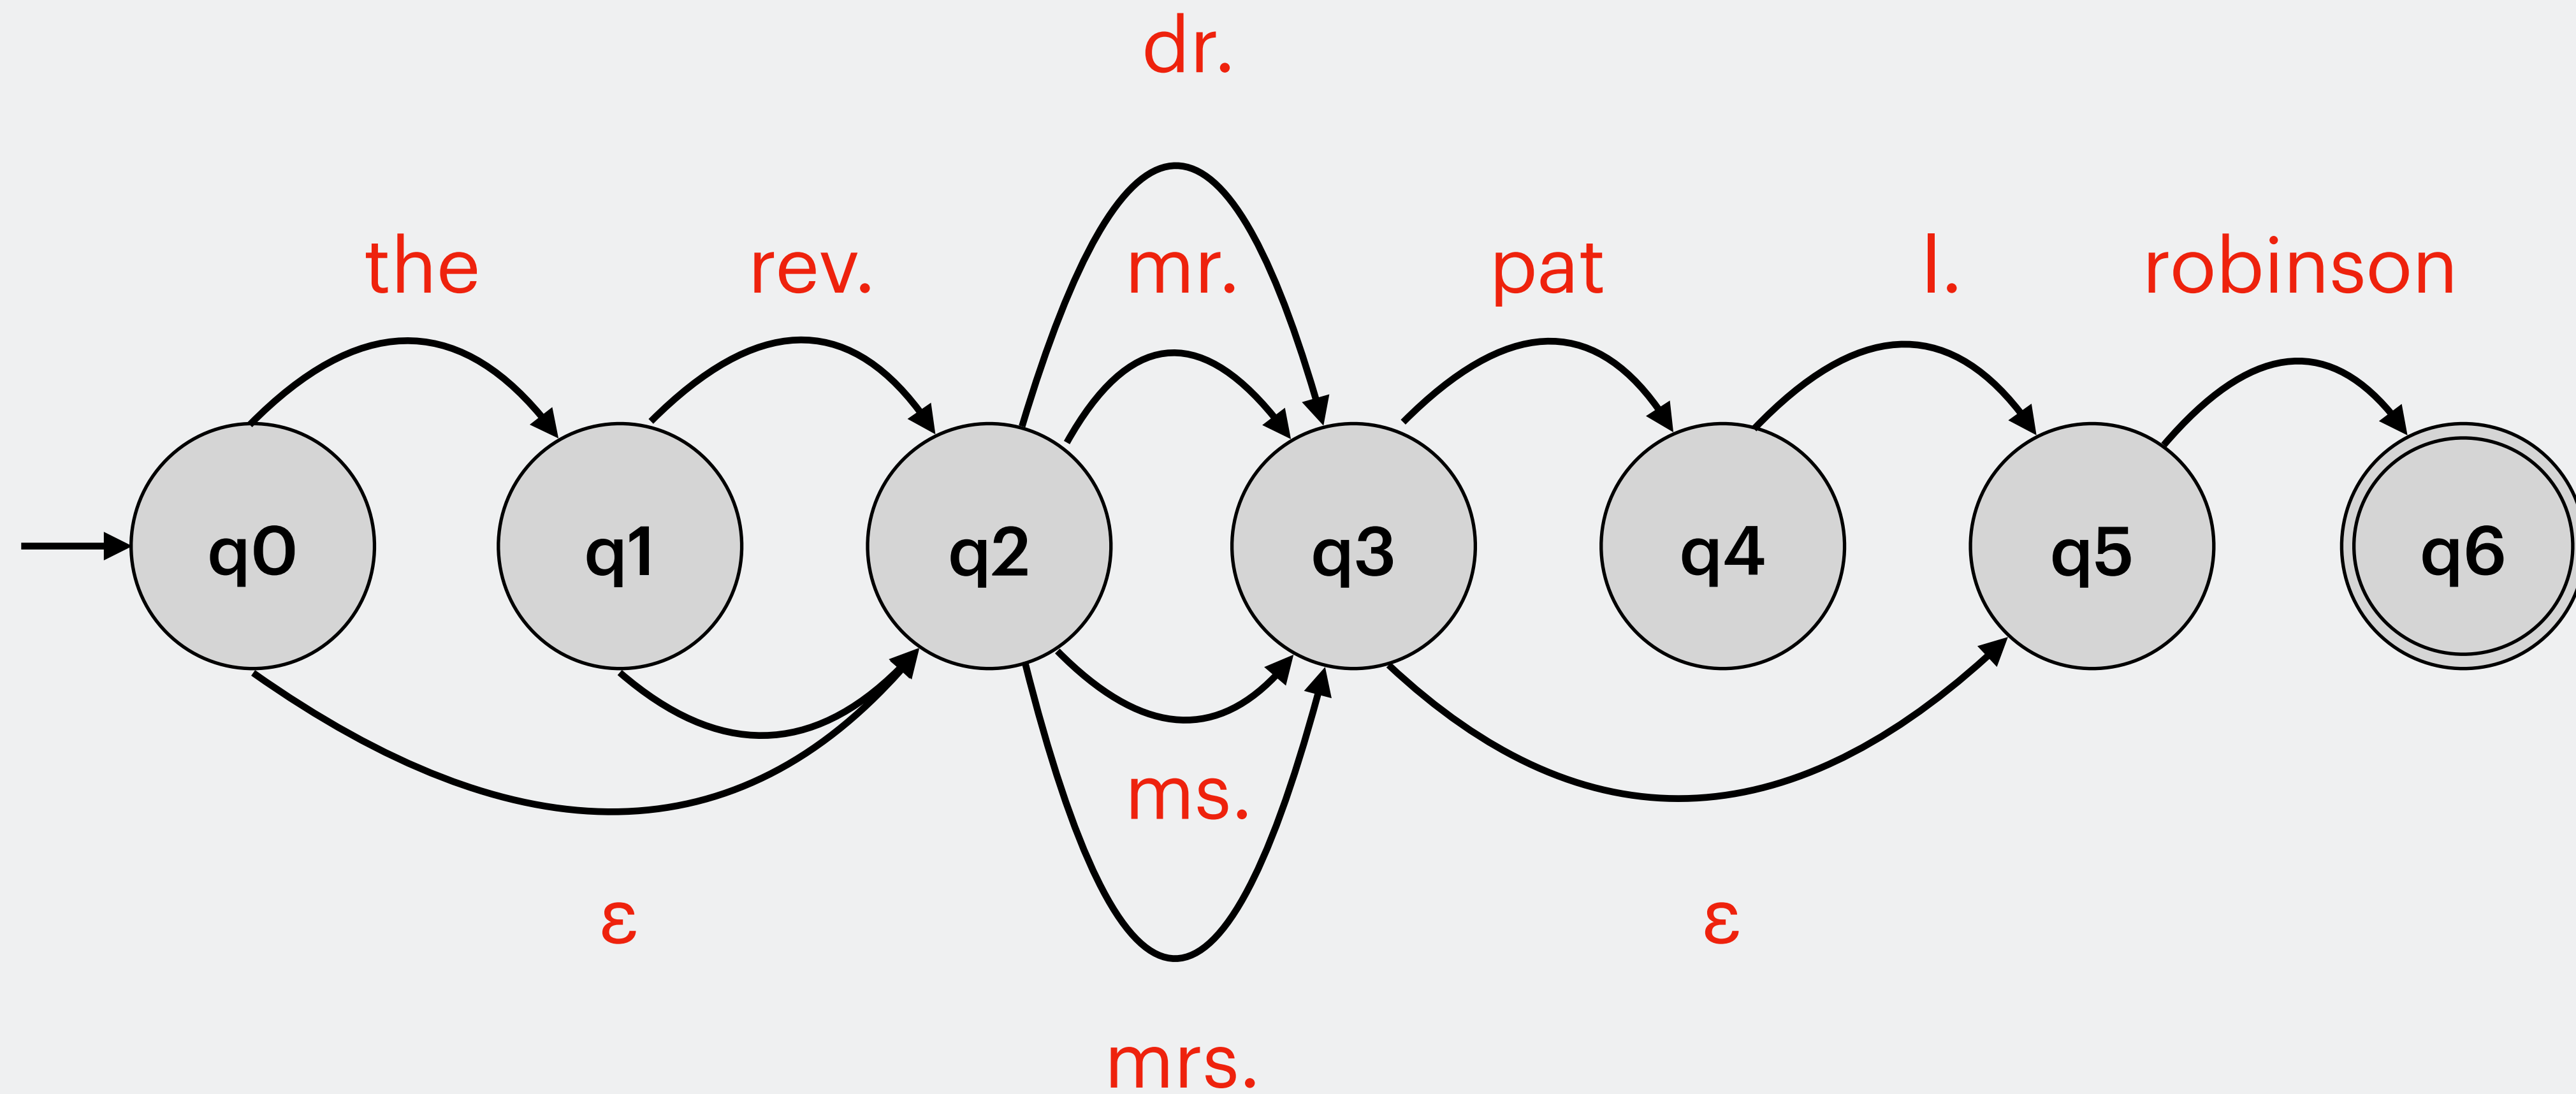 dr.
the rev. mr. pat l. robinson
q0 q1 q2 q3 q4 q5 q6
ms.
ε ε
mrs.